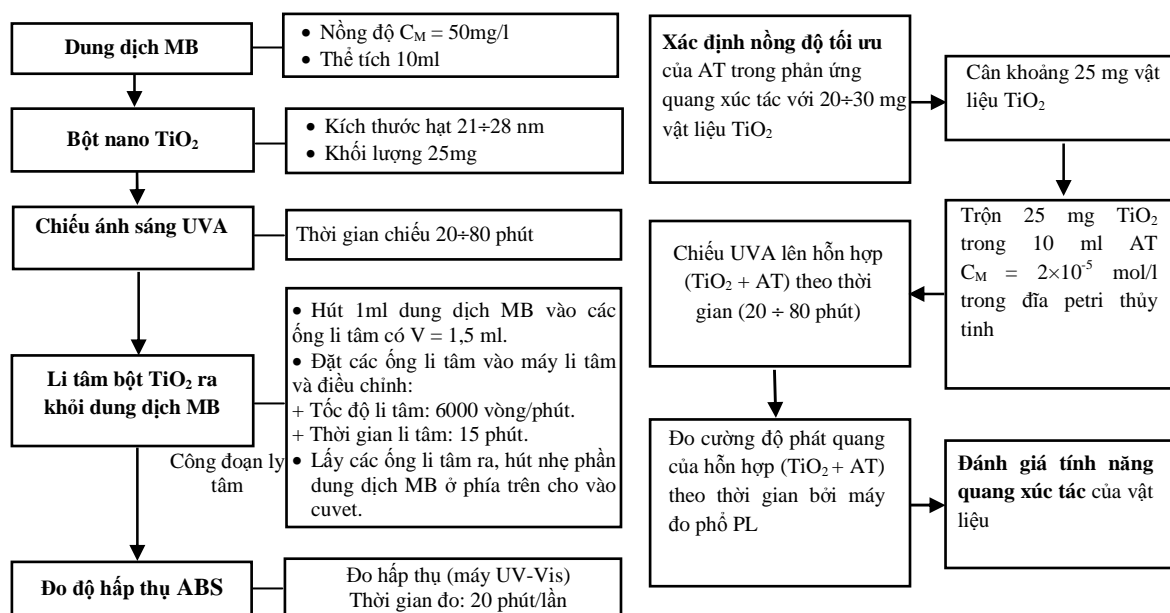 Dung dịch MB
• Nồng độ C_M = 50mg/l
• Thể tích 10ml
Bột nano TiO₂
• Kích thước hạt 21÷28 nm
• Khối lượng 25mg
Chiếu ánh sáng UVA
Thời gian chiếu 20÷80 phút
Li tâm bột TiO₂ ra
khỏi dung dịch MB
• Hút 1ml dung dịch MB vào các
ống li tâm có V = 1,5 ml.
• Đặt các ống li tâm vào máy li tâm
và điều chỉnh:
+ Tốc độ li tâm: 6000 vòng/phút.
+ Thời gian li tâm: 15 phút.
• Lấy các ống li tâm ra, hút nhẹ phần
dung dịch MB ở phía trên cho vào
cuvet.
Công đoạn ly
tâm
Đo độ hấp thụ ABS
Đo hấp thụ (máy UV-Vis)
Thời gian đo: 20 phút/lần
Xác định nồng độ tối ưu
của AT trong phản ứng
quang xúc tác với 20÷30 mg
vật liệu TiO₂
Cân khoảng 25 mg vật
liệu TiO₂
Trộn 25 mg TiO₂
trong 10 ml AT
C_M = 2×10⁻⁵ mol/l
trong đĩa petri thủy
tinh
Chiếu UVA lên hỗn hợp
(TiO₂ + AT) theo thời
gian (20 ÷ 80 phút)
Đo cường độ phát quang
của hỗn hợp (TiO₂ + AT)
theo thời gian bởi máy
đo phổ PL
Đánh giá tính năng
quang xúc tác của vật
liệu